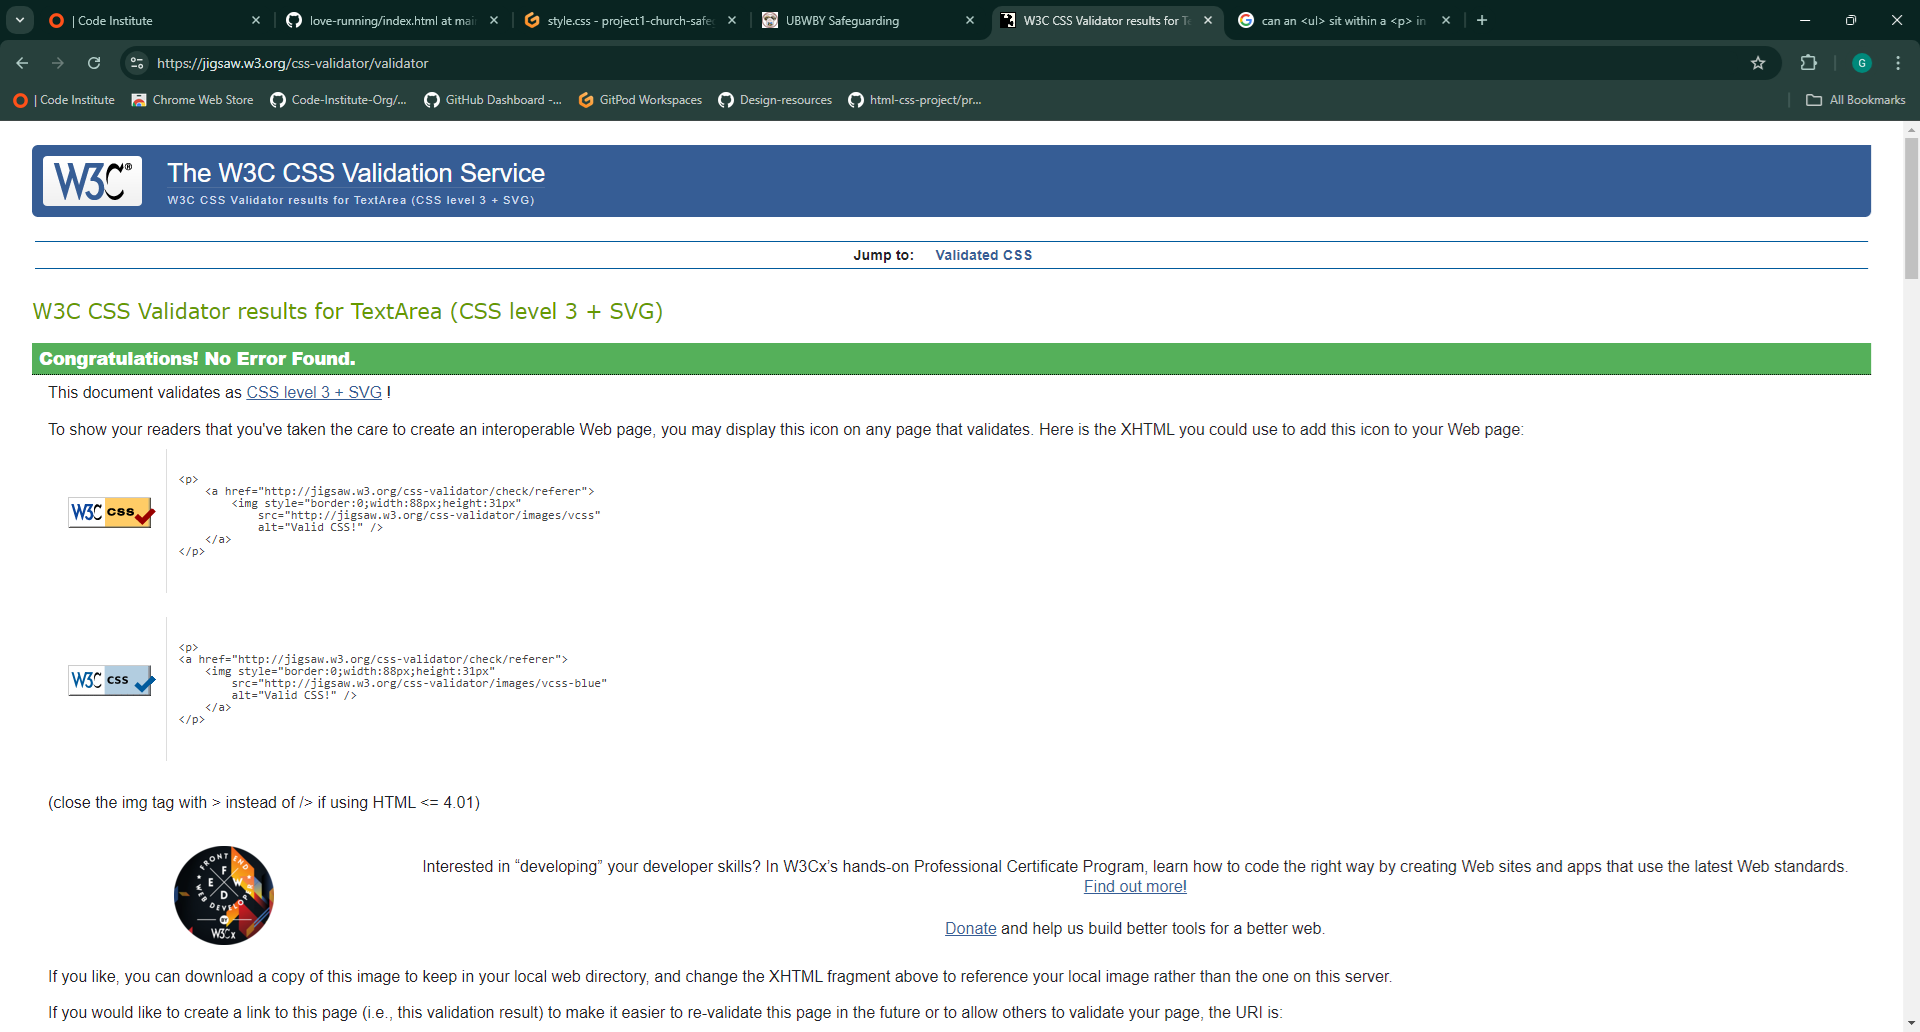 | Code Institute
love-running/index.html at mai
style.css - project1-church-safe
UBWBY Safeguarding
W3C CSS Validator results for Te
can an <ul> sit within a <p> in
https://jigsaw.w3.org/css-validator/validator
G
| Code Institute
Chrome Web Store
Code-Institute-Org/...
GitHub Dashboard -...
GitPod Workspaces
Design-resources
html-css-project/pr...
All Bookmarks
W3C®
The W3C CSS Validation Service
W3C CSS Validator results for TextArea (CSS level 3 + SVG)
Jump to: Validated CSS
W3C CSS Validator results for TextArea (CSS level 3 + SVG)
Congratulations! No Error Found.
This document validates as CSS level 3 + SVG !
To show your readers that you've taken the care to create an interoperable Web page, you may display this icon on any page that validates. Here is the XHTML you could use to add this icon to your Web page:
W3C css
<p>
<a href="http://jigsaw.w3.org/css-validator/check/referer">
<img style="border:0;width:88px;height:31px"
src="http://jigsaw.w3.org/css-validator/images/vcss"
alt="Valid CSS!" />
</a>
</p>
W3C css
<p>
<a href="http://jigsaw.w3.org/css-validator/check/referer">
<img style="border:0;width:88px;height:31px"
src="http://jigsaw.w3.org/css-validator/images/vcss-blue"
alt="Valid CSS!" />
</a>
</p>
(close the img tag with > instead of /> if using HTML <= 4.01)
FRONT END
WEB DEVELOPER
F E W D
W3Cx
Interested in “developing” your developer skills? In W3Cx’s hands-on Professional Certificate Program, learn how to code the right way by creating Web sites and apps that use the latest Web standards.
Find out more!
Donate and help us build better tools for a better web.
If you like, you can download a copy of this image to keep in your local web directory, and change the XHTML fragment above to reference your local image rather than the one on this server.
If you would like to create a link to this page (i.e., this validation result) to make it easier to re-validate this page in the future or to allow others to validate your page, the URI is: